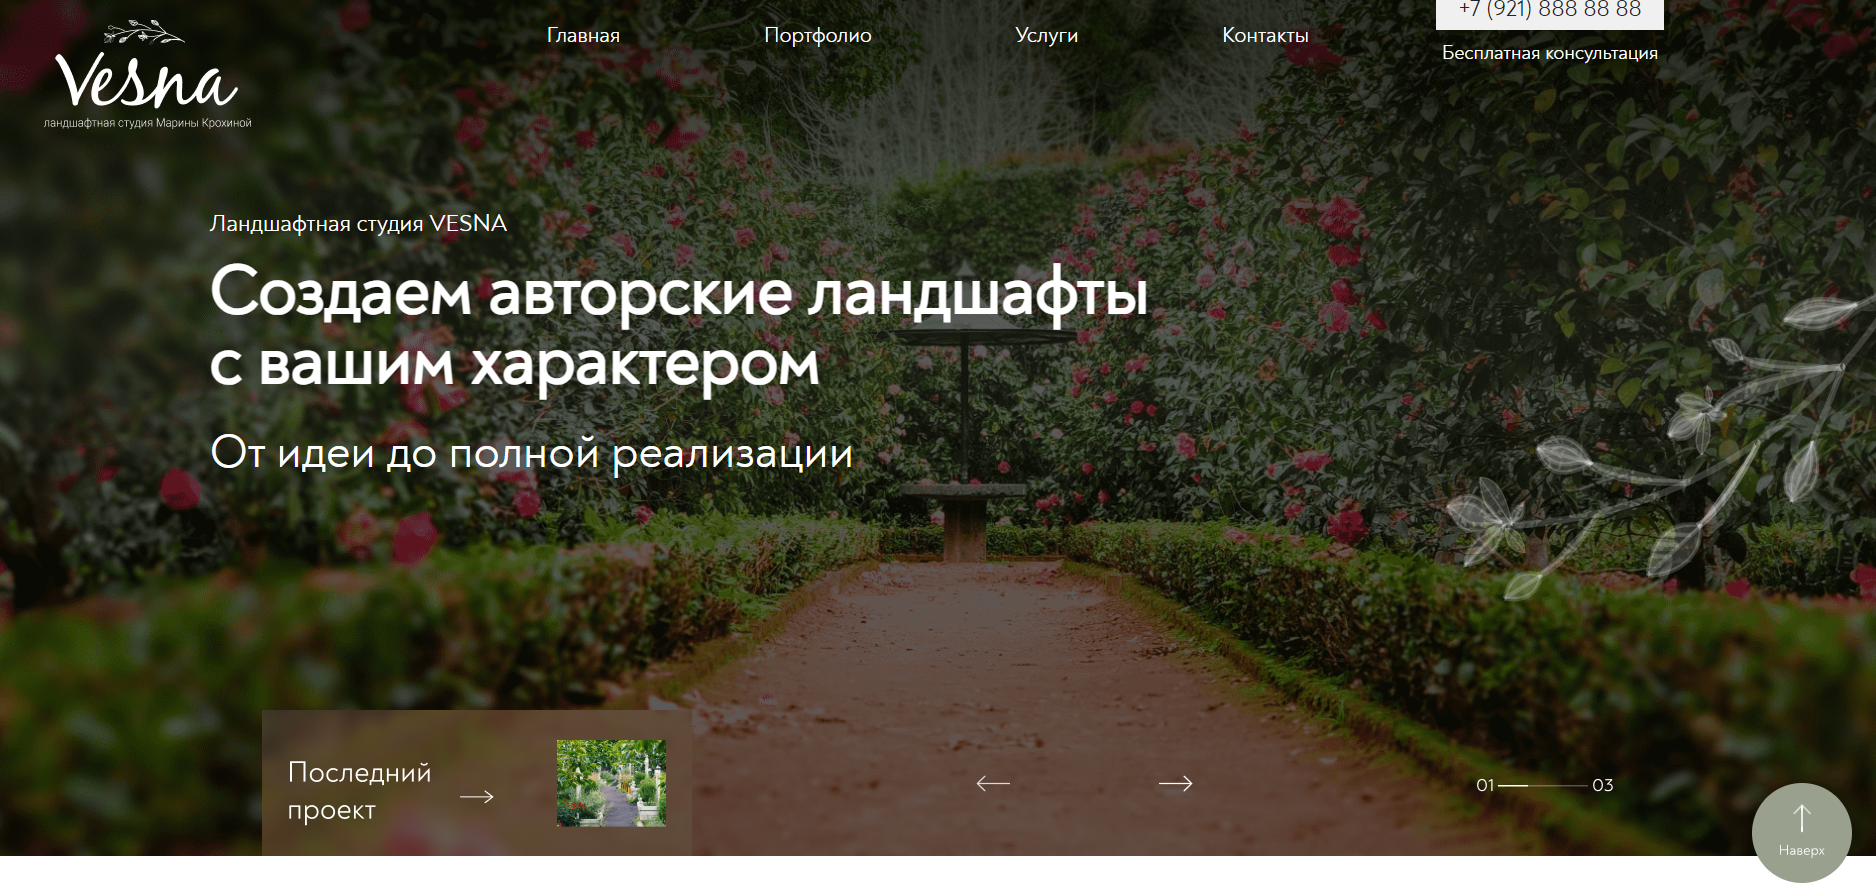 Vesna
ландшафтная студия Марины Крохиной
Главная
Портфолио
Услуги
Контакты
+7 (921) 888 88 88
Бесплатная консультация
Ландшафтная студия VESNA
Создаем авторские ландшафты
с вашим характером
От идеи до полной реализации
Последний
проект
01
03
Наверх